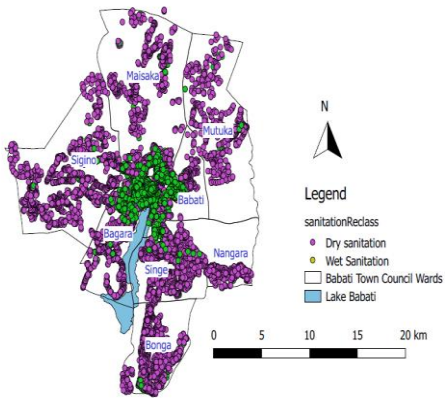 Maisaka
Mutuka
Sigino
Babati
Bagara
Nangara
Singe
Bonga
N
Legend
sanitationReclass
Dry sanitation
Wet Sanitation
Babati Town Council Wards
Lake Babati
0 5 10 15 20 km